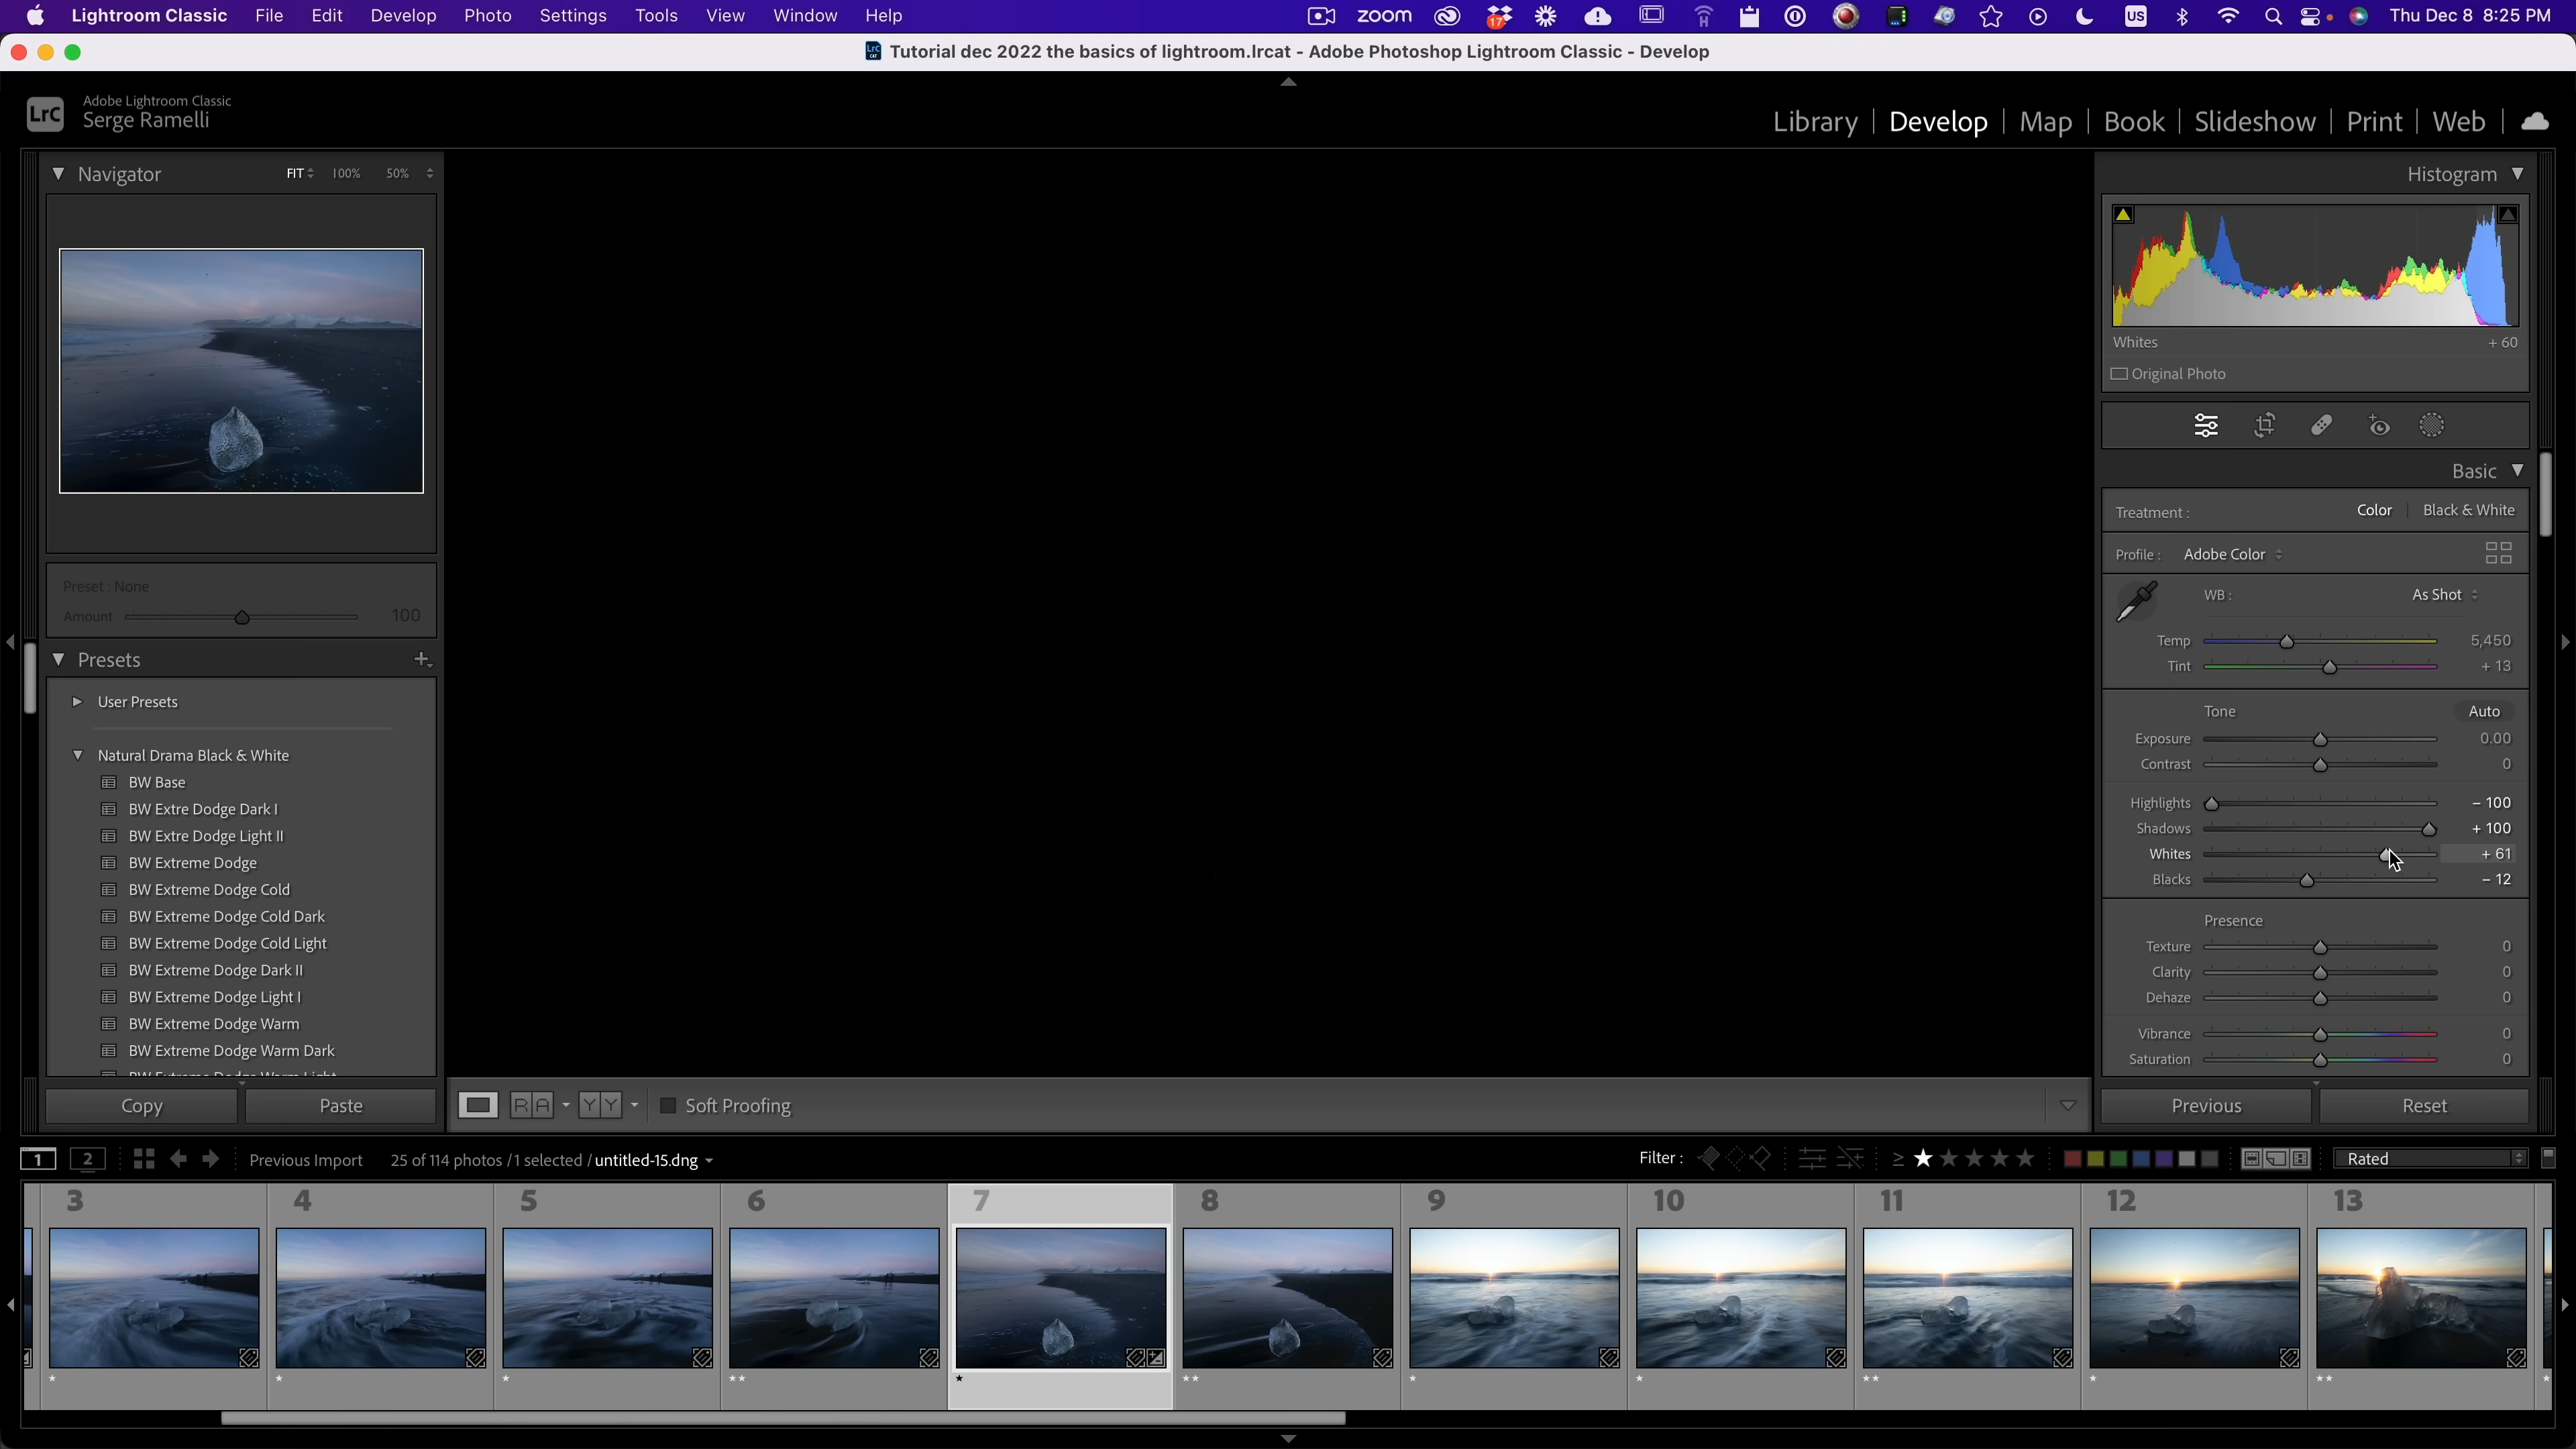 Lightroom Classic File Edit Develop Photo Settings Tools View Window Help zoom 17 US Thu Dec 8 8:25 PM
Tutorial dec 2022 the basics of lightroom.lrcat - Adobe Photoshop Lightroom Classic - Develop
LrC
Adobe Lightroom Classic
Serge Ramelli
Library | Develop | Map | Book | Slideshow | Print | Web
Navigator FIT 100% 50%
Preset : None
Amount 100
Presets
User Presets
Natural Drama Black & White
BW Base
BW Extre Dodge Dark I
BW Extre Dodge Light II
BW Extreme Dodge
BW Extreme Dodge Cold
BW Extreme Dodge Cold Dark
BW Extreme Dodge Cold Light
BW Extreme Dodge Dark II
BW Extreme Dodge Light I
BW Extreme Dodge Warm
BW Extreme Dodge Warm Dark
Copy Paste
RA YY Soft Proofing
Histogram
Whites + 60
Original Photo
Basic
Treatment : Color Black & White
Profile : Adobe Color
WB : As Shot
Temp 5,450
Tint + 13
Tone Auto
Exposure 0.00
Contrast 0
Highlights – 100
Shadows + 100
Whites + 61
Blacks – 12
Presence
Texture 0
Clarity 0
Dehaze 0
Vibrance 0
Saturation 0
Previous Reset
1 2 Previous Import 25 of 114 photos / 1 selected / untitled-15.dng Filter : ≥ ★★★★★ Rated
3 4 5 6 7 8 9 10 11 12 13